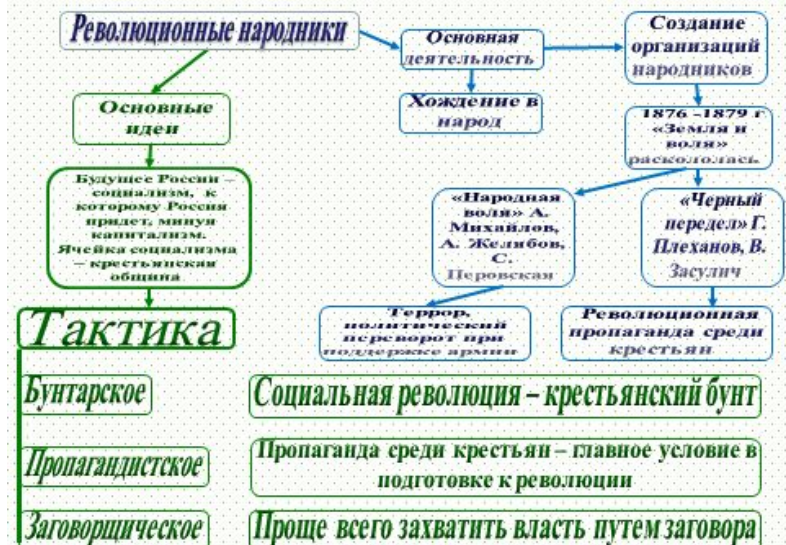 Революционные народники
Основная
деятельность
Создание
организаций
народников
Основные
идеи
Хождение в
народ
1876 -1879 г
«Земля и
воля»
раскололась
Будущее России –
социализм, к
которому Россия
придет, минуя
капитализм.
Ячейка социализма
– крестьянская
община
«Народная
воля» А.
Михайлов,
А. Желябов,
С.
Перовская
«Черный
передел» Г.
Плеханов, В.
Засулич
Тактика
Террор,
политический
переворот при
поддержке армии
Революционная
пропаганда среди
крестьян
Бунтарское
Социальная революция – крестьянский бунт
Пропагандистское
Пропаганда среди крестьян – главное условие в
подготовке к революции
Заговорщическое
Проще всего захватить власть путем заговора